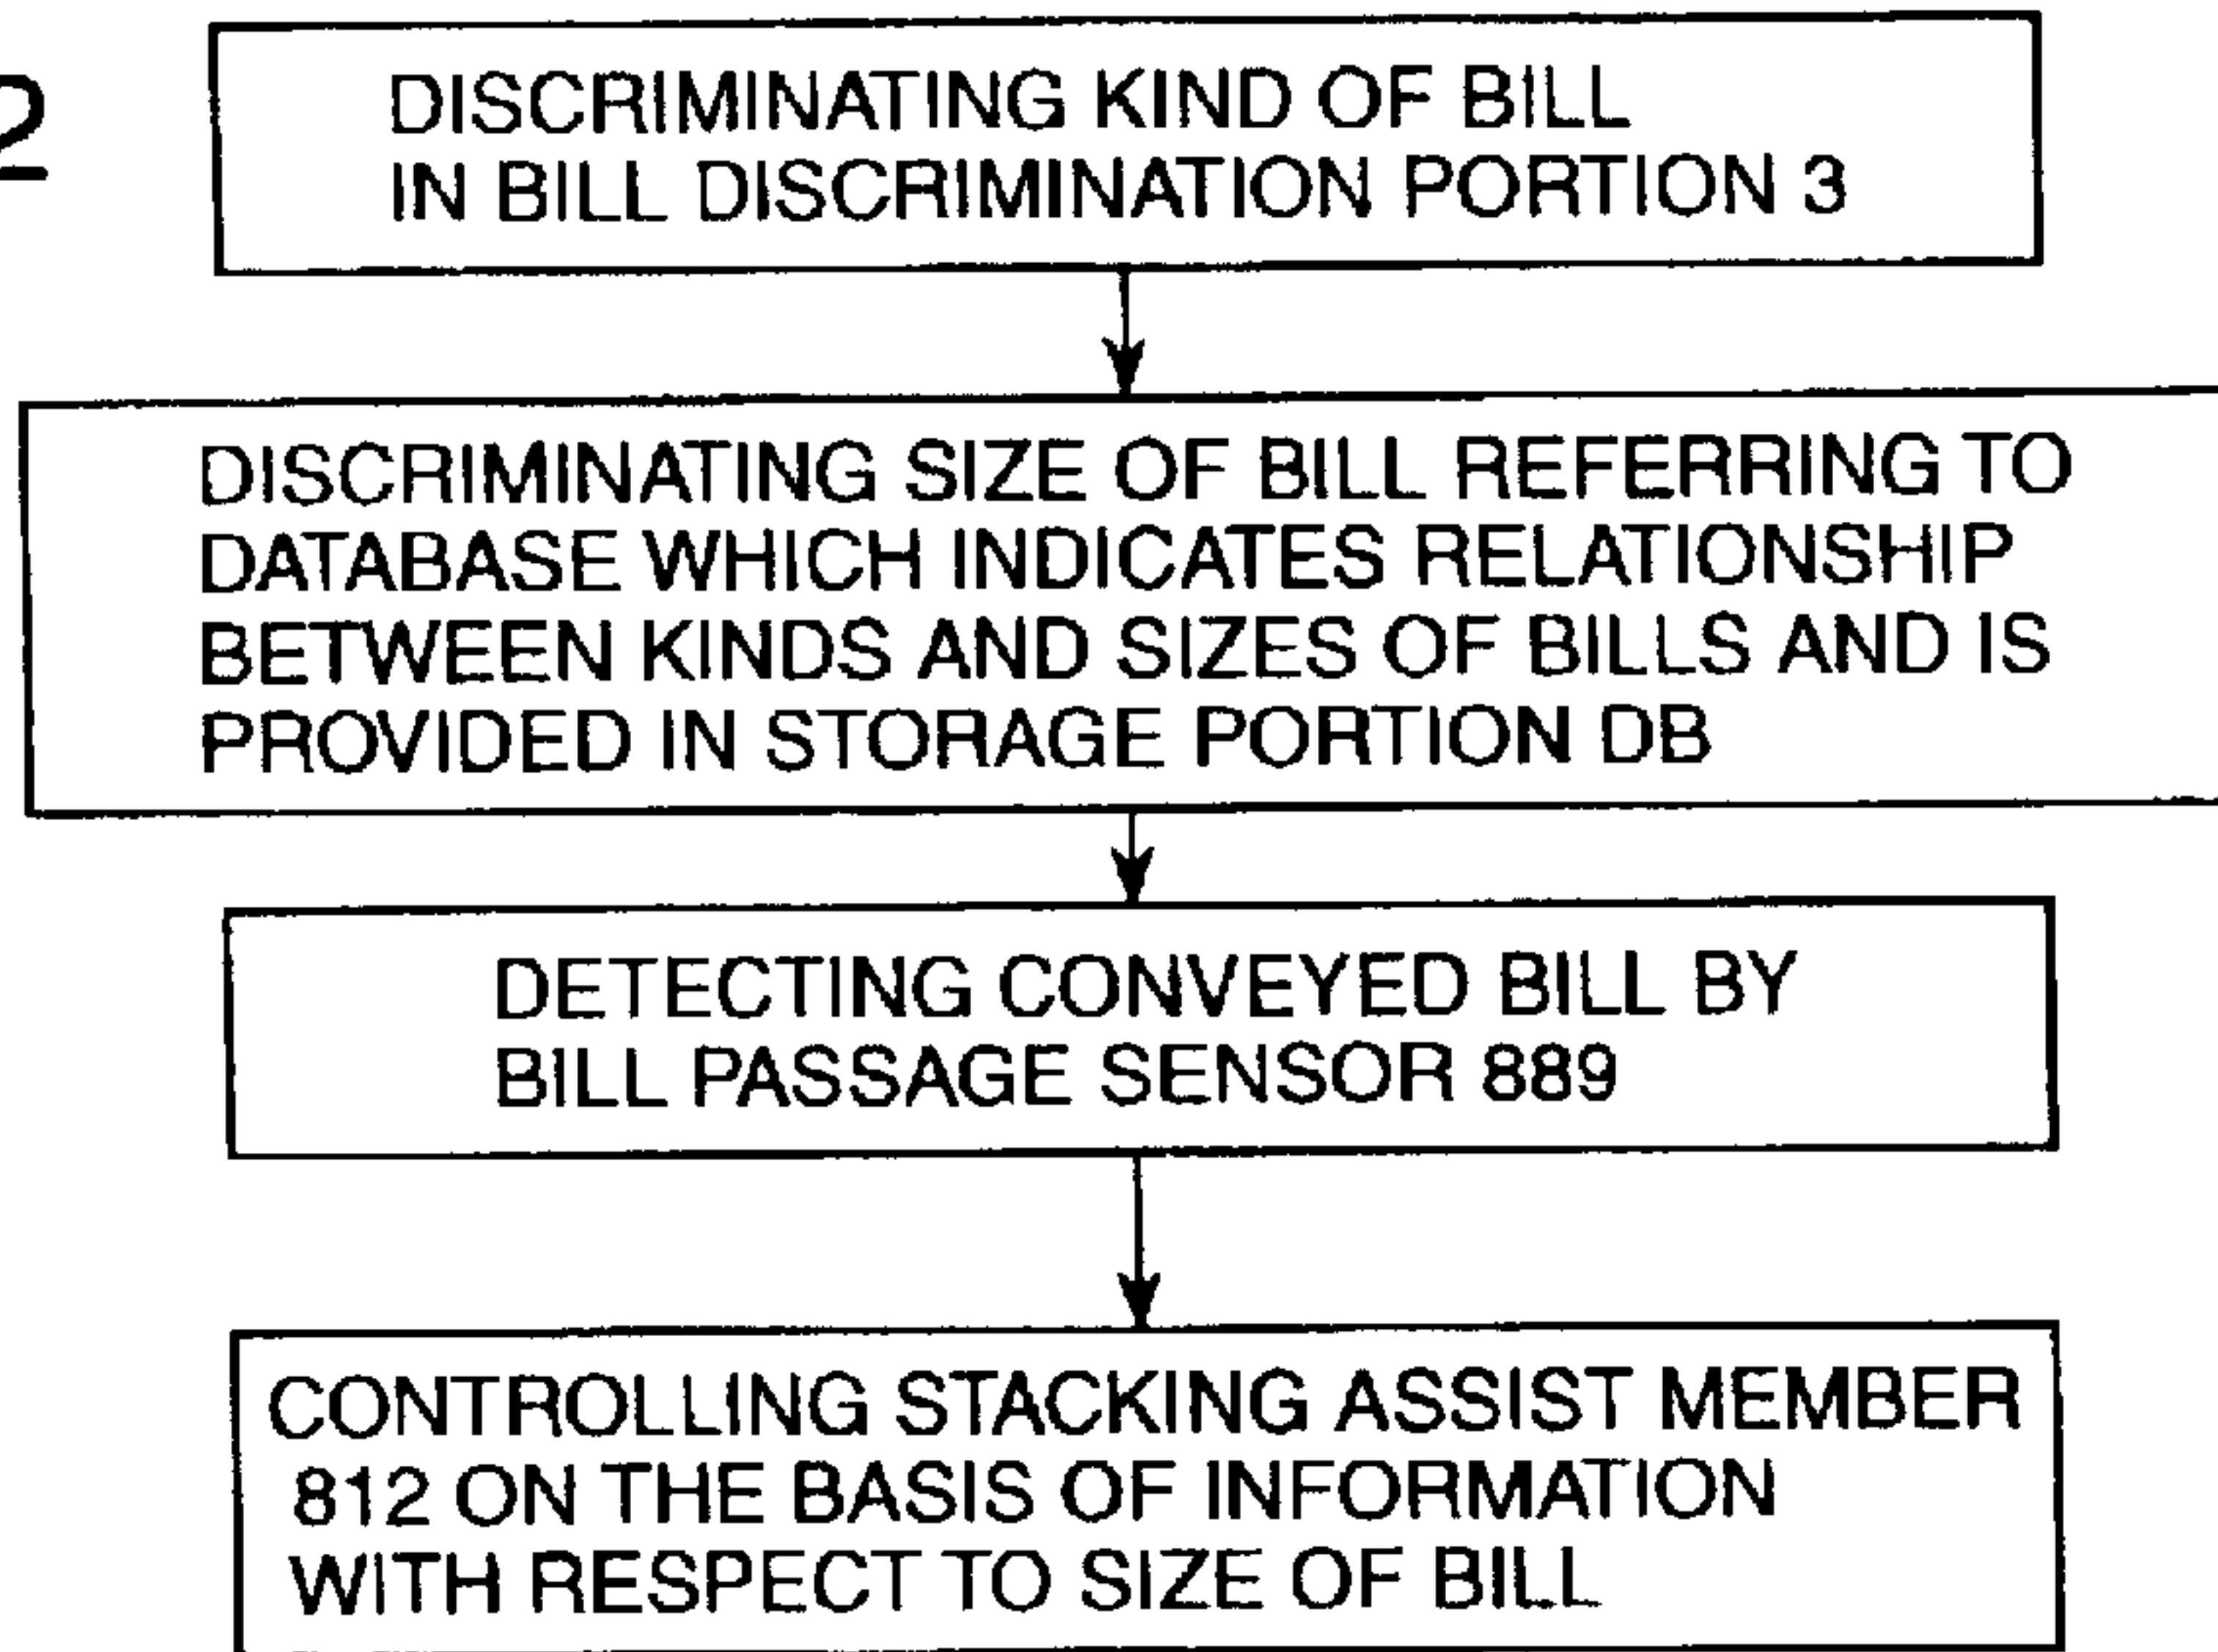 2
DISCRIMINATING KIND OF BILL
IN BILL DISCRIMINATION PORTION 3
DISCRIMINATING SIZE OF BILL REFERRING TO
DATABASE WHICH INDICATES RELATIONSHIP
BETWEEN KINDS AND SIZES OF BILLS AND IS
PROVIDED IN STORAGE PORTION DB
DETECTING CONVEYED BILL BY
BILL PASSAGE SENSOR 889
CONTROLLING STACKING ASSIST MEMBER
812 ON THE BASIS OF INFORMATION
WITH RESPECT TO SIZE OF BILL